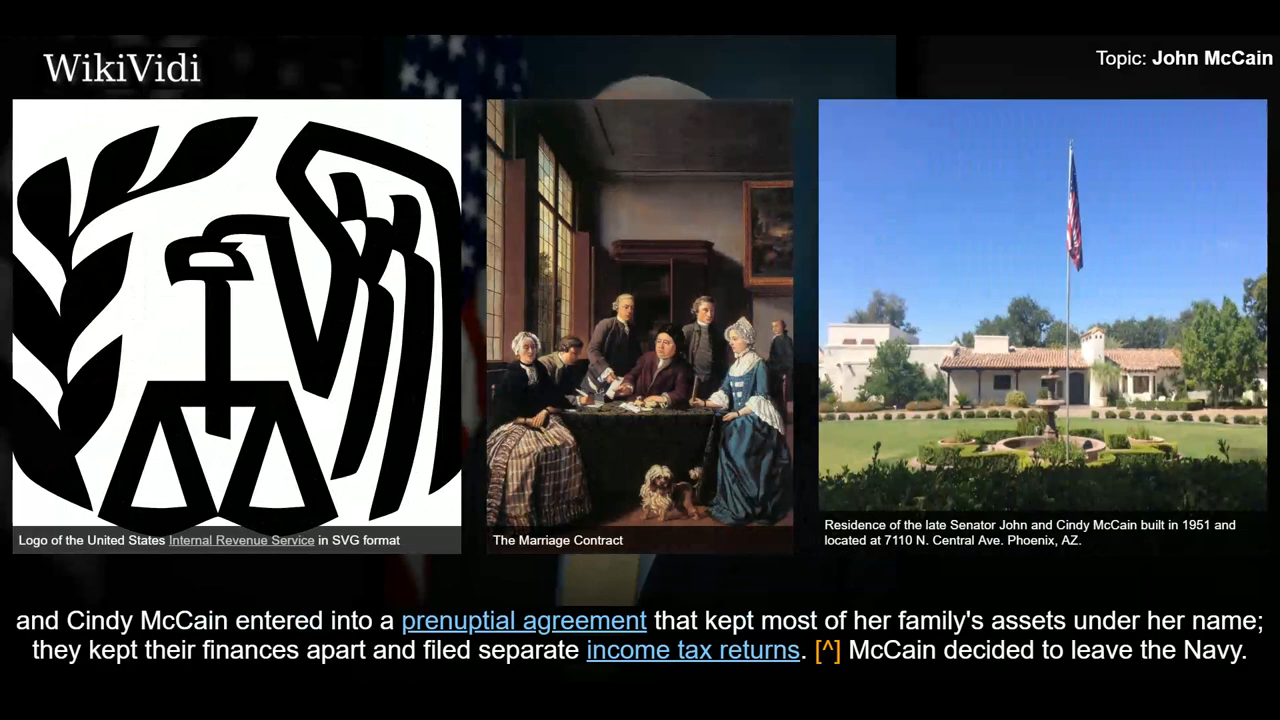 WikiVidi
Topic: John McCain
Logo of the United States Internal Revenue Service in SVG format
The Marriage Contract
Residence of the late Senator John and Cindy McCain built in 1951 and
located at 7110 N. Central Ave. Phoenix, AZ.
and Cindy McCain entered into a prenuptial agreement that kept most of her family's assets under her name;
they kept their finances apart and filed separate income tax returns. [^] McCain decided to leave the Navy.